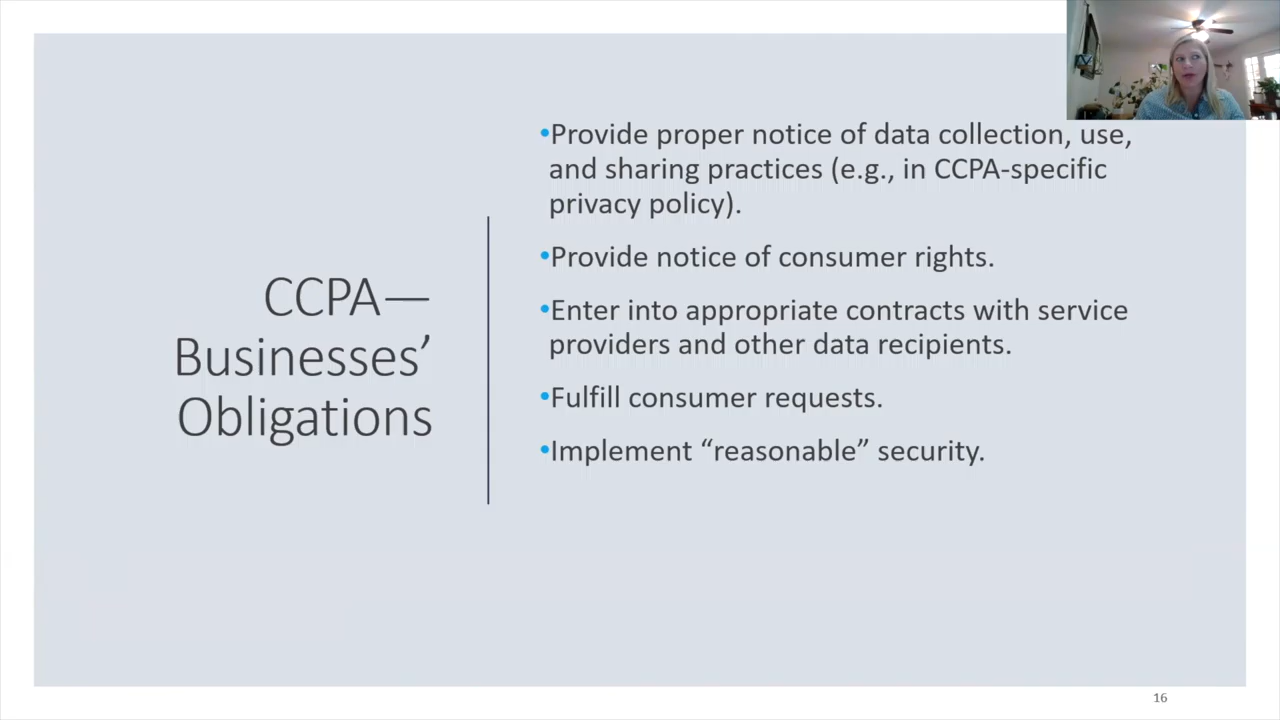 CCPA—
Businesses’
Obligations
•Provide proper notice of data collection, use,
and sharing practices (e.g., in CCPA-specific
privacy policy).
•Provide notice of consumer rights.
•Enter into appropriate contracts with service
providers and other data recipients.
•Fulfill consumer requests.
•Implement “reasonable” security.
16